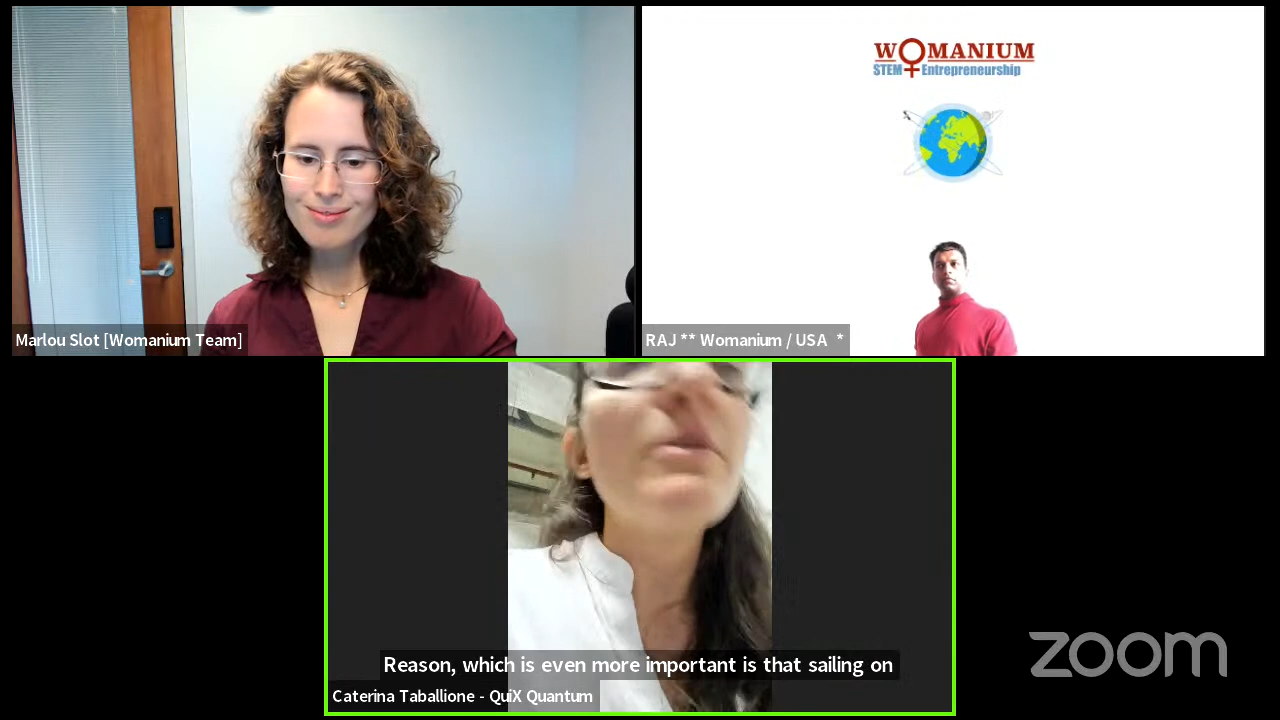 WOMANIUM
STEM Entrepreneurship
Marlou Slot [Womanium Team]
RAJ ** Womanium / USA *
Reason, which is even more important is that sailing on
Caterina Taballione - QuiX Quantum
zoom